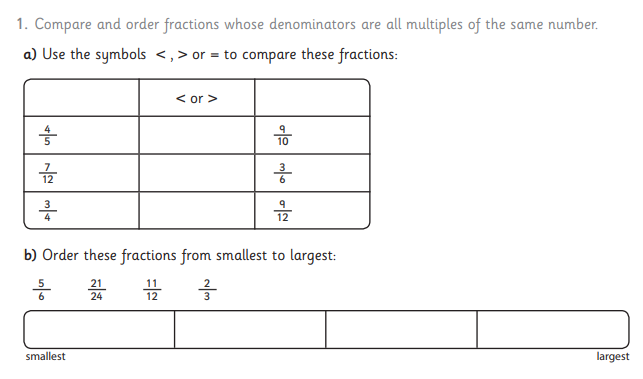 1. Compare and order fractions whose denominators are all multiples of the same number.
a) Use the symbols < , > or = to compare these fractions:
< or >
4/5 9/10
7/12 3/6
3/4 9/12
b) Order these fractions from smallest to largest:
5/6 21/24 11/12 2/3
smallest largest